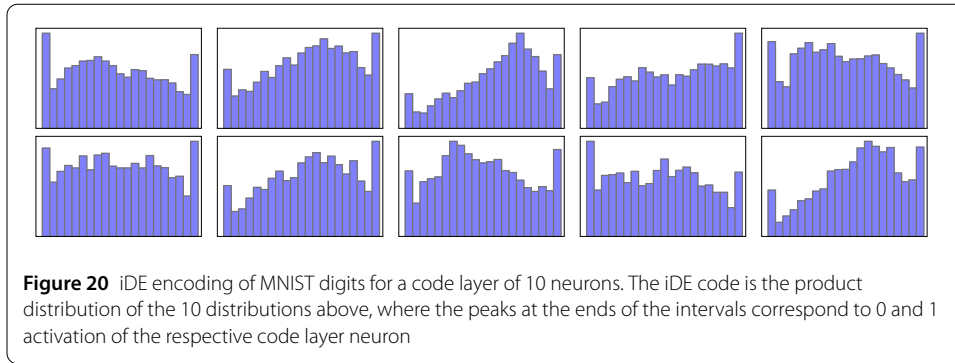 Figure 20 iDE encoding of MNIST digits for a code layer of 10 neurons. The iDE code is the product
distribution of the 10 distributions above, where the peaks at the ends of the intervals correspond to 0 and 1
activation of the respective code layer neuron